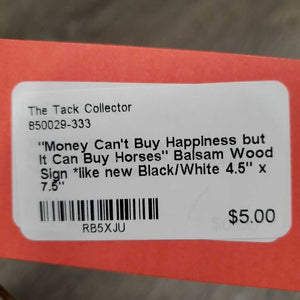 The Tack Collector
850029-333
"Money Can't Buy Happiness but
It Can Buy Horses" Balsam Wood
Sign *like new Black/White 4.5" x
7.5"
RB5XJU
$5.00